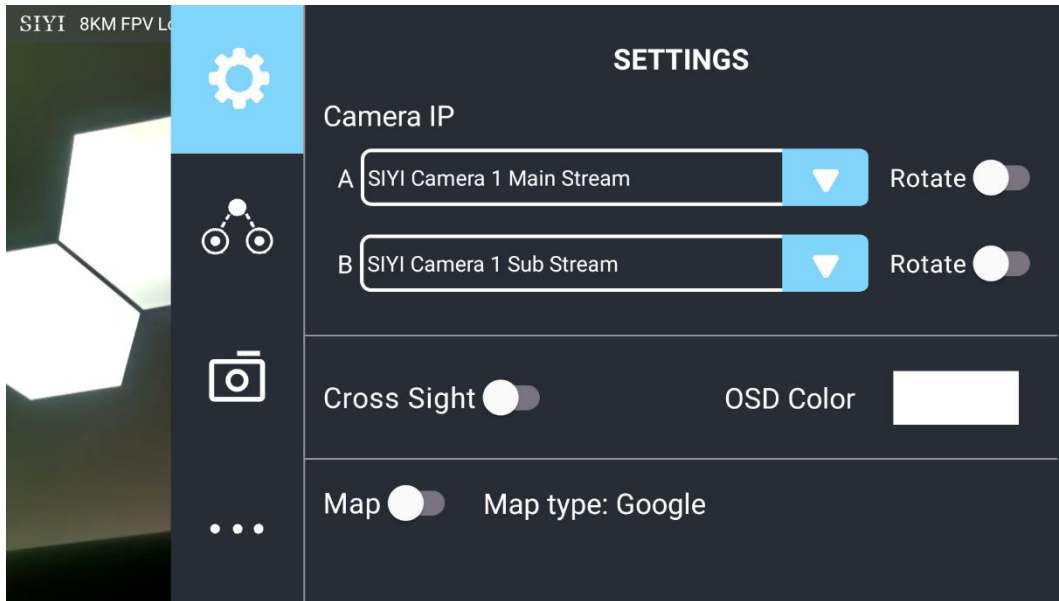 SIYI 8KM FPV Lo
SETTINGS
Camera IP
A SIYI Camera 1 Main Stream Rotate
B SIYI Camera 1 Sub Stream Rotate
Cross Sight OSD Color
Map Map type: Google